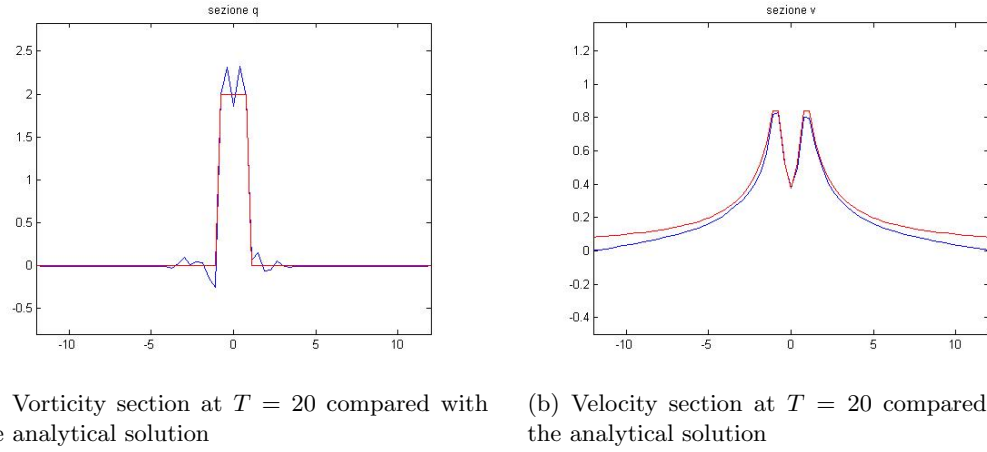 sezione q
2.5
2
1.5
1
0.5
0
-0.5
-10 -5 0 5 10
sezione v
1.2
1
0.8
0.6
0.4
0.2
0
-0.2
-0.4
-10 -5 0 5 10
Vorticity section at T = 20 compared with
analytical solution
(b) Velocity section at T = 20 compared
the analytical solution